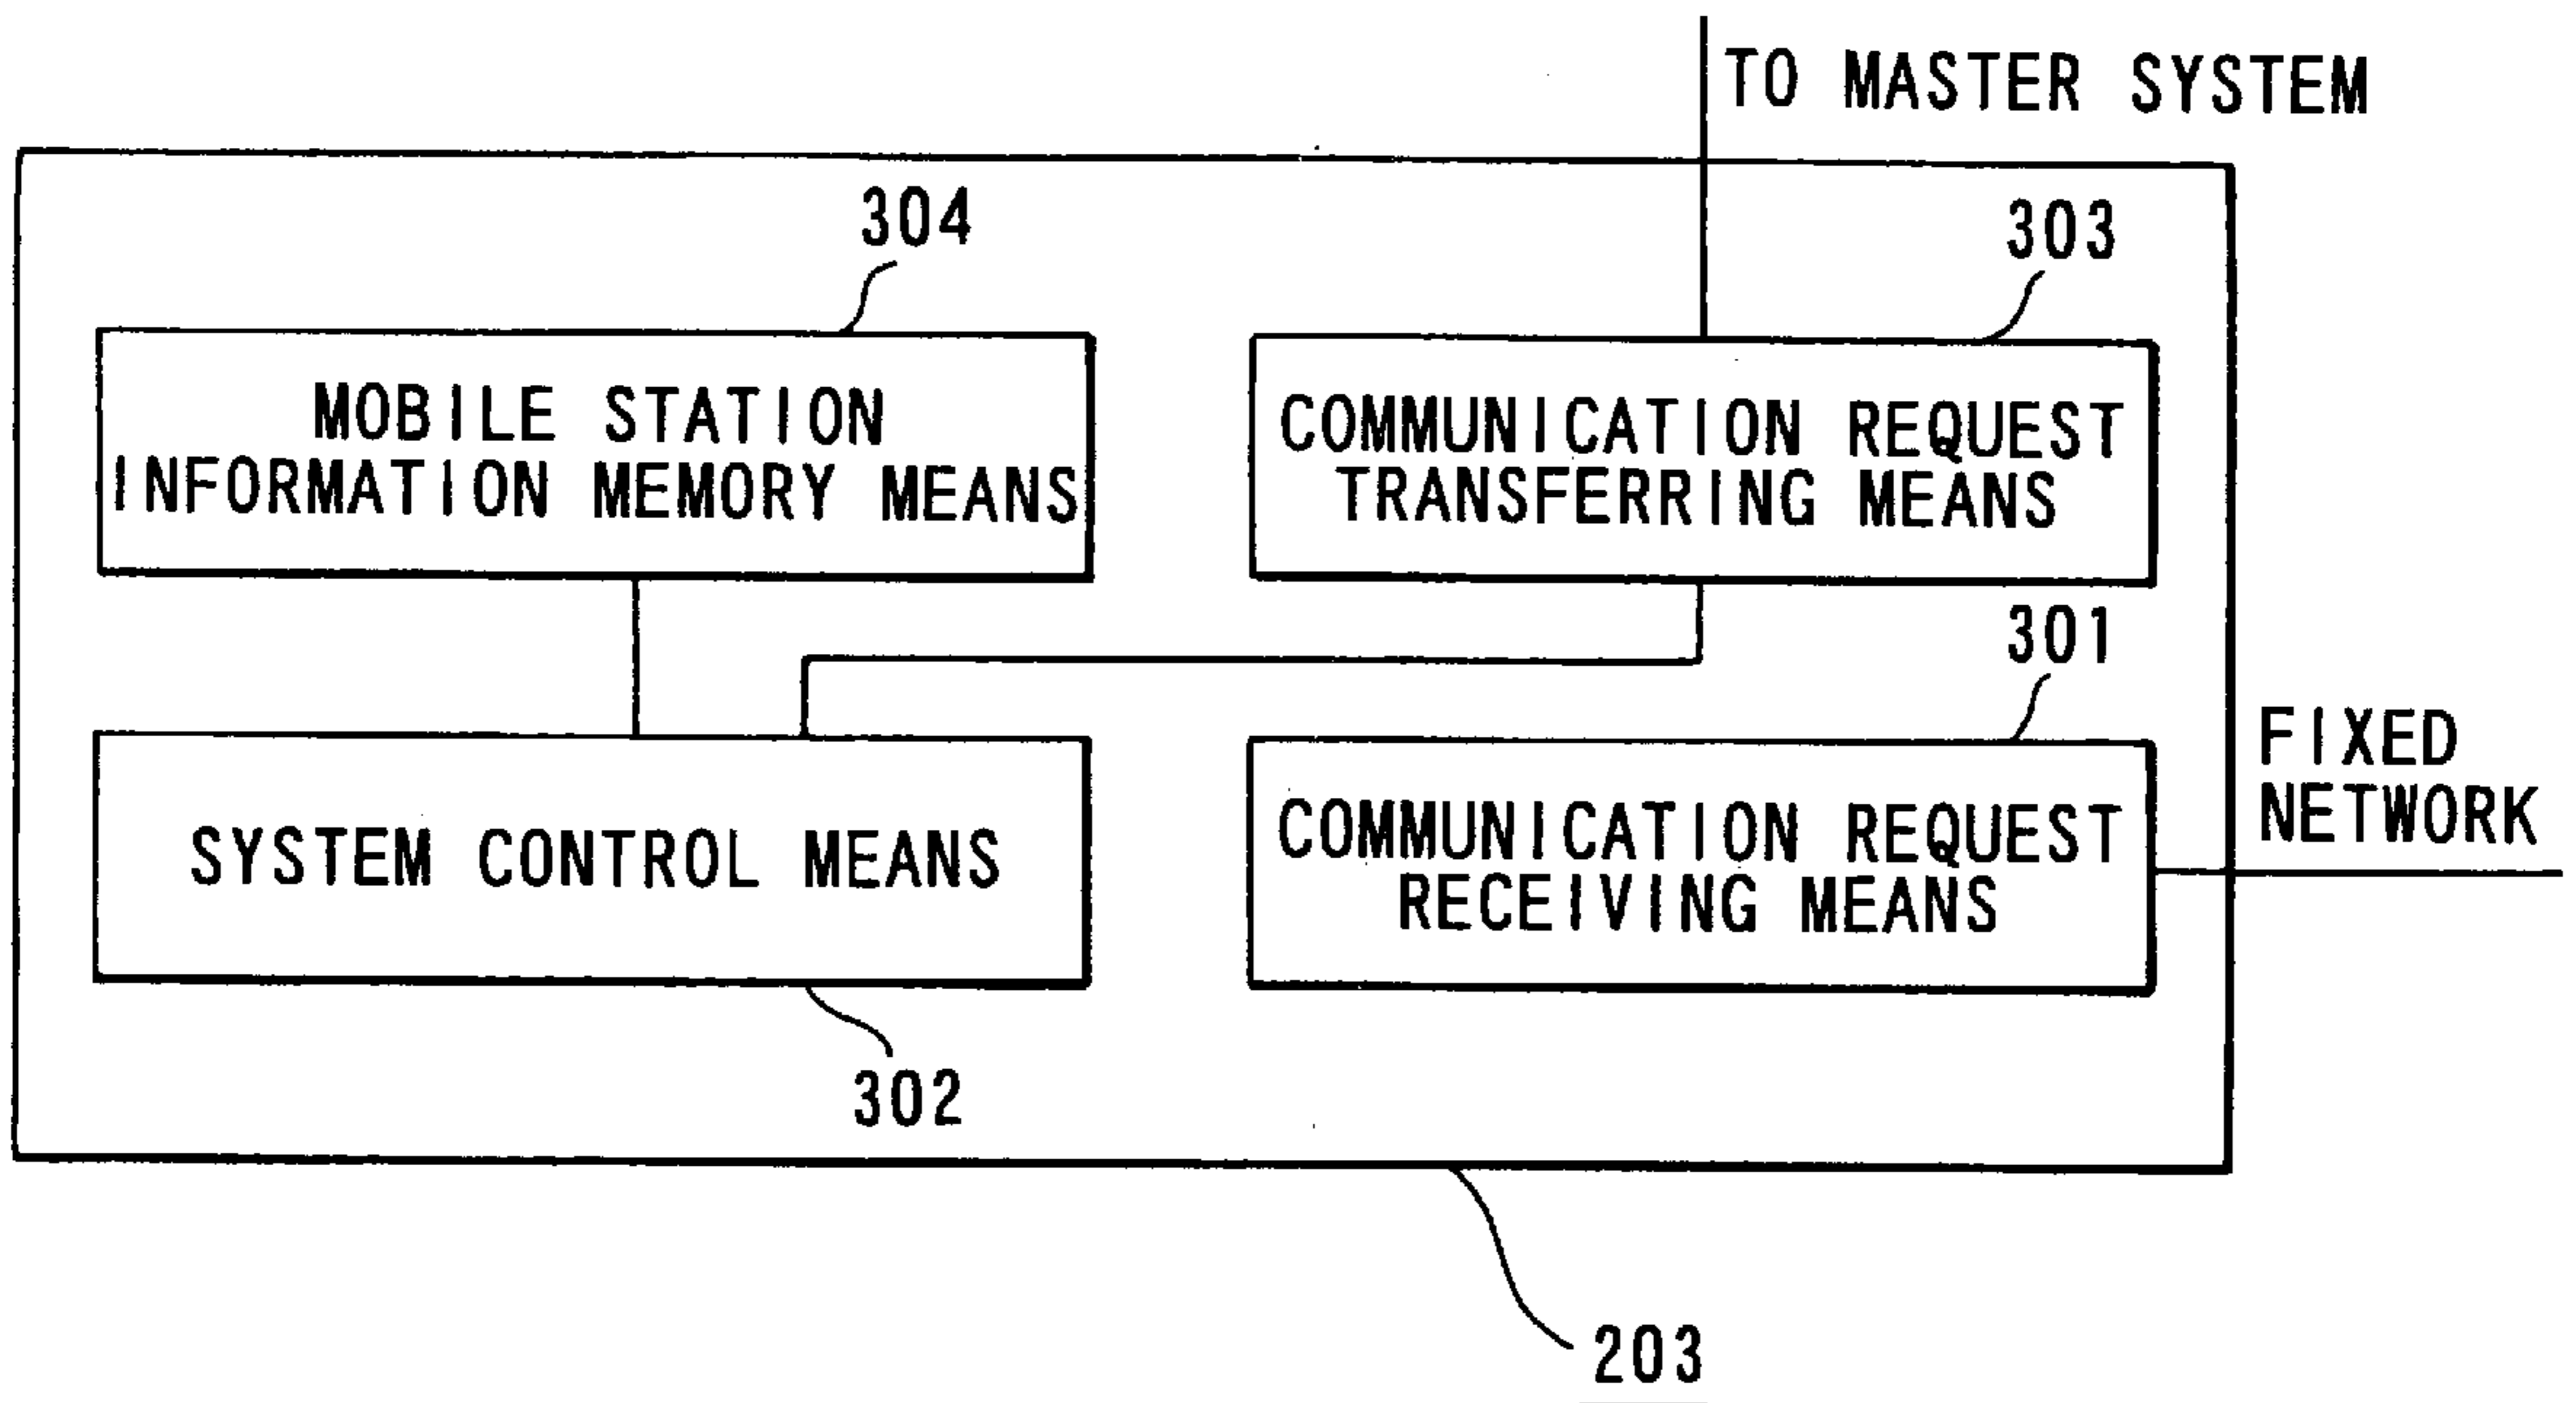 TO MASTER SYSTEM
304
303
MOBILE STATION
INFORMATION MEMORY MEANS
COMMUNICATION REQUEST
TRANSFERRING MEANS
301
FIXED
NETWORK
SYSTEM CONTROL MEANS
COMMUNICATION REQUEST
RECEIVING MEANS
302
203